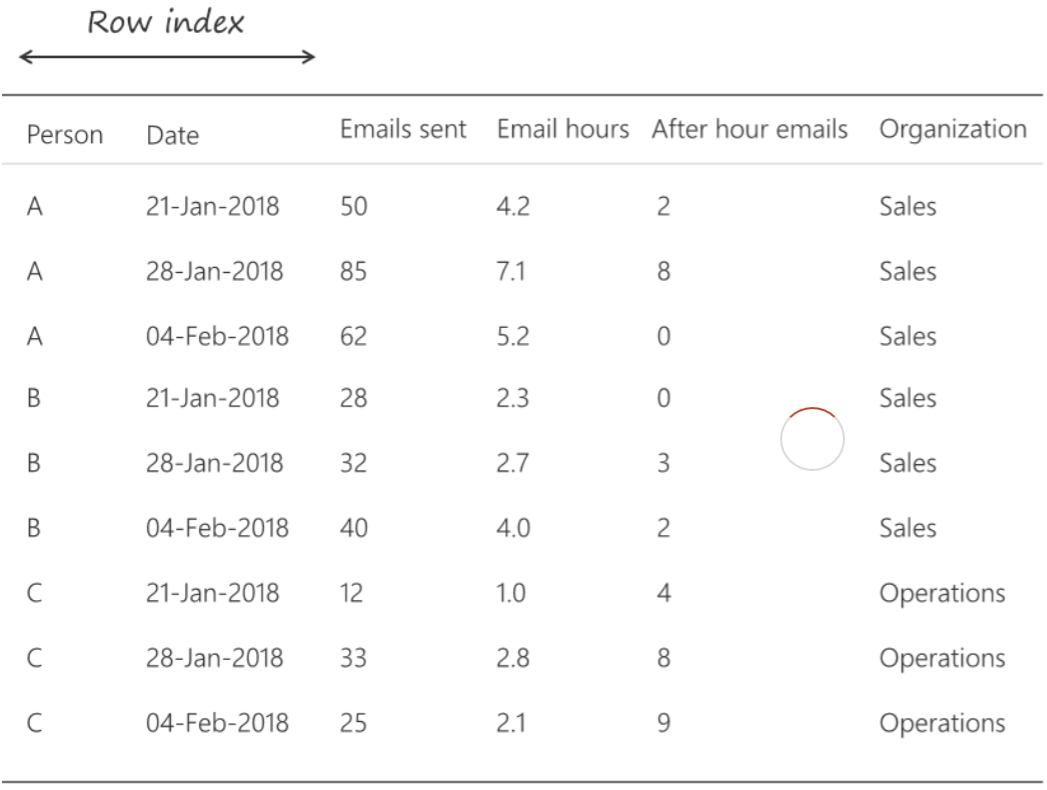 Row index
Person Date Emails sent Email hours After hour emails Organization
A 21-Jan-2018 50 4.2 2 Sales
A 28-Jan-2018 85 7.1 8 Sales
A 04-Feb-2018 62 5.2 0 Sales
B 21-Jan-2018 28 2.3 0 Sales
B 28-Jan-2018 32 2.7 3 Sales
B 04-Feb-2018 40 4.0 2 Sales
C 21-Jan-2018 12 1.0 4 Operations
C 28-Jan-2018 33 2.8 8 Operations
C 04-Feb-2018 25 2.1 9 Operations